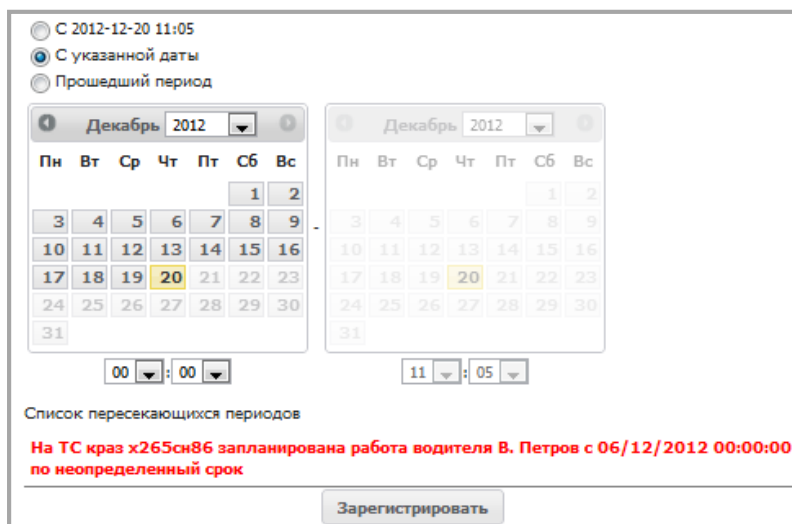 С 2012-12-20 11:05
С указанной даты
Прошедший период
Декабрь 2012 Декабрь 2012
Пн Вт Ср Чт Пт Сб Вс Пн Вт Ср Чт Пт Сб Вс
1 2 1 2
3 4 5 6 7 8 9 - 3 4 5 6 7 8 9
10 11 12 13 14 15 16 10 11 12 13 14 15 16
17 18 19 20 21 22 23 17 18 19 20 21 22 23
24 25 26 27 28 29 30 24 25 26 27 28 29 30
31 31
00 : 00 11 : 05
Список пересекающихся периодов
На ТС краз х265сн86 запланирована работа водителя В. Петров с 06/12/2012 00:00:00
по неопределенный срок
Зарегистрировать